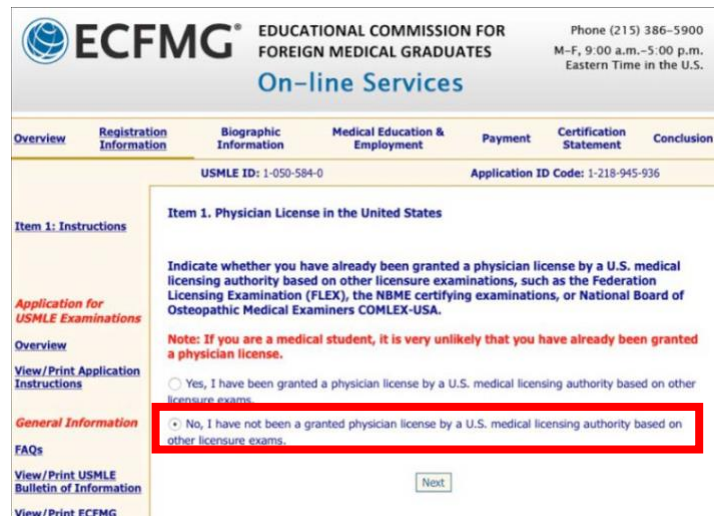 ECFMG®
EDUCATIONAL COMMISSION FOR
FOREIGN MEDICAL GRADUATES
On-line Services
Phone (215) 386-5900
M-F, 9:00 a.m.-5:00 p.m.
Eastern Time in the U.S.
Overview
Registration
Information
Biographic
Information
Medical Education &
Employment
Payment
Certification
Statement
Conclusion
USMLE ID: 1-050-584-0
Application ID Code: 1-218-945-936
Item 1: Instructions
Application for
USMLE Examinations
Overview
View/Print Application
Instructions
General Information
FAQs
View/Print USMLE
Bulletin of Information
View/Print ECFMG
Item 1. Physician License in the United States
Indicate whether you have already been granted a physician license by a U.S. medical
licensing authority based on other licensure examinations, such as the Federation
Licensing Examination (FLEX), the NBME certifying examinations, or National Board of
Osteopathic Medical Examiners COMLEX-USA.
Note: If you are a medical student, it is very unlikely that you have already been granted
a physician license.
Yes, I have been granted a physician license by a U.S. medical licensing authority based on other
licensure exams.
No, I have not been a granted physician license by a U.S. medical licensing authority based on
other licensure exams.
Next